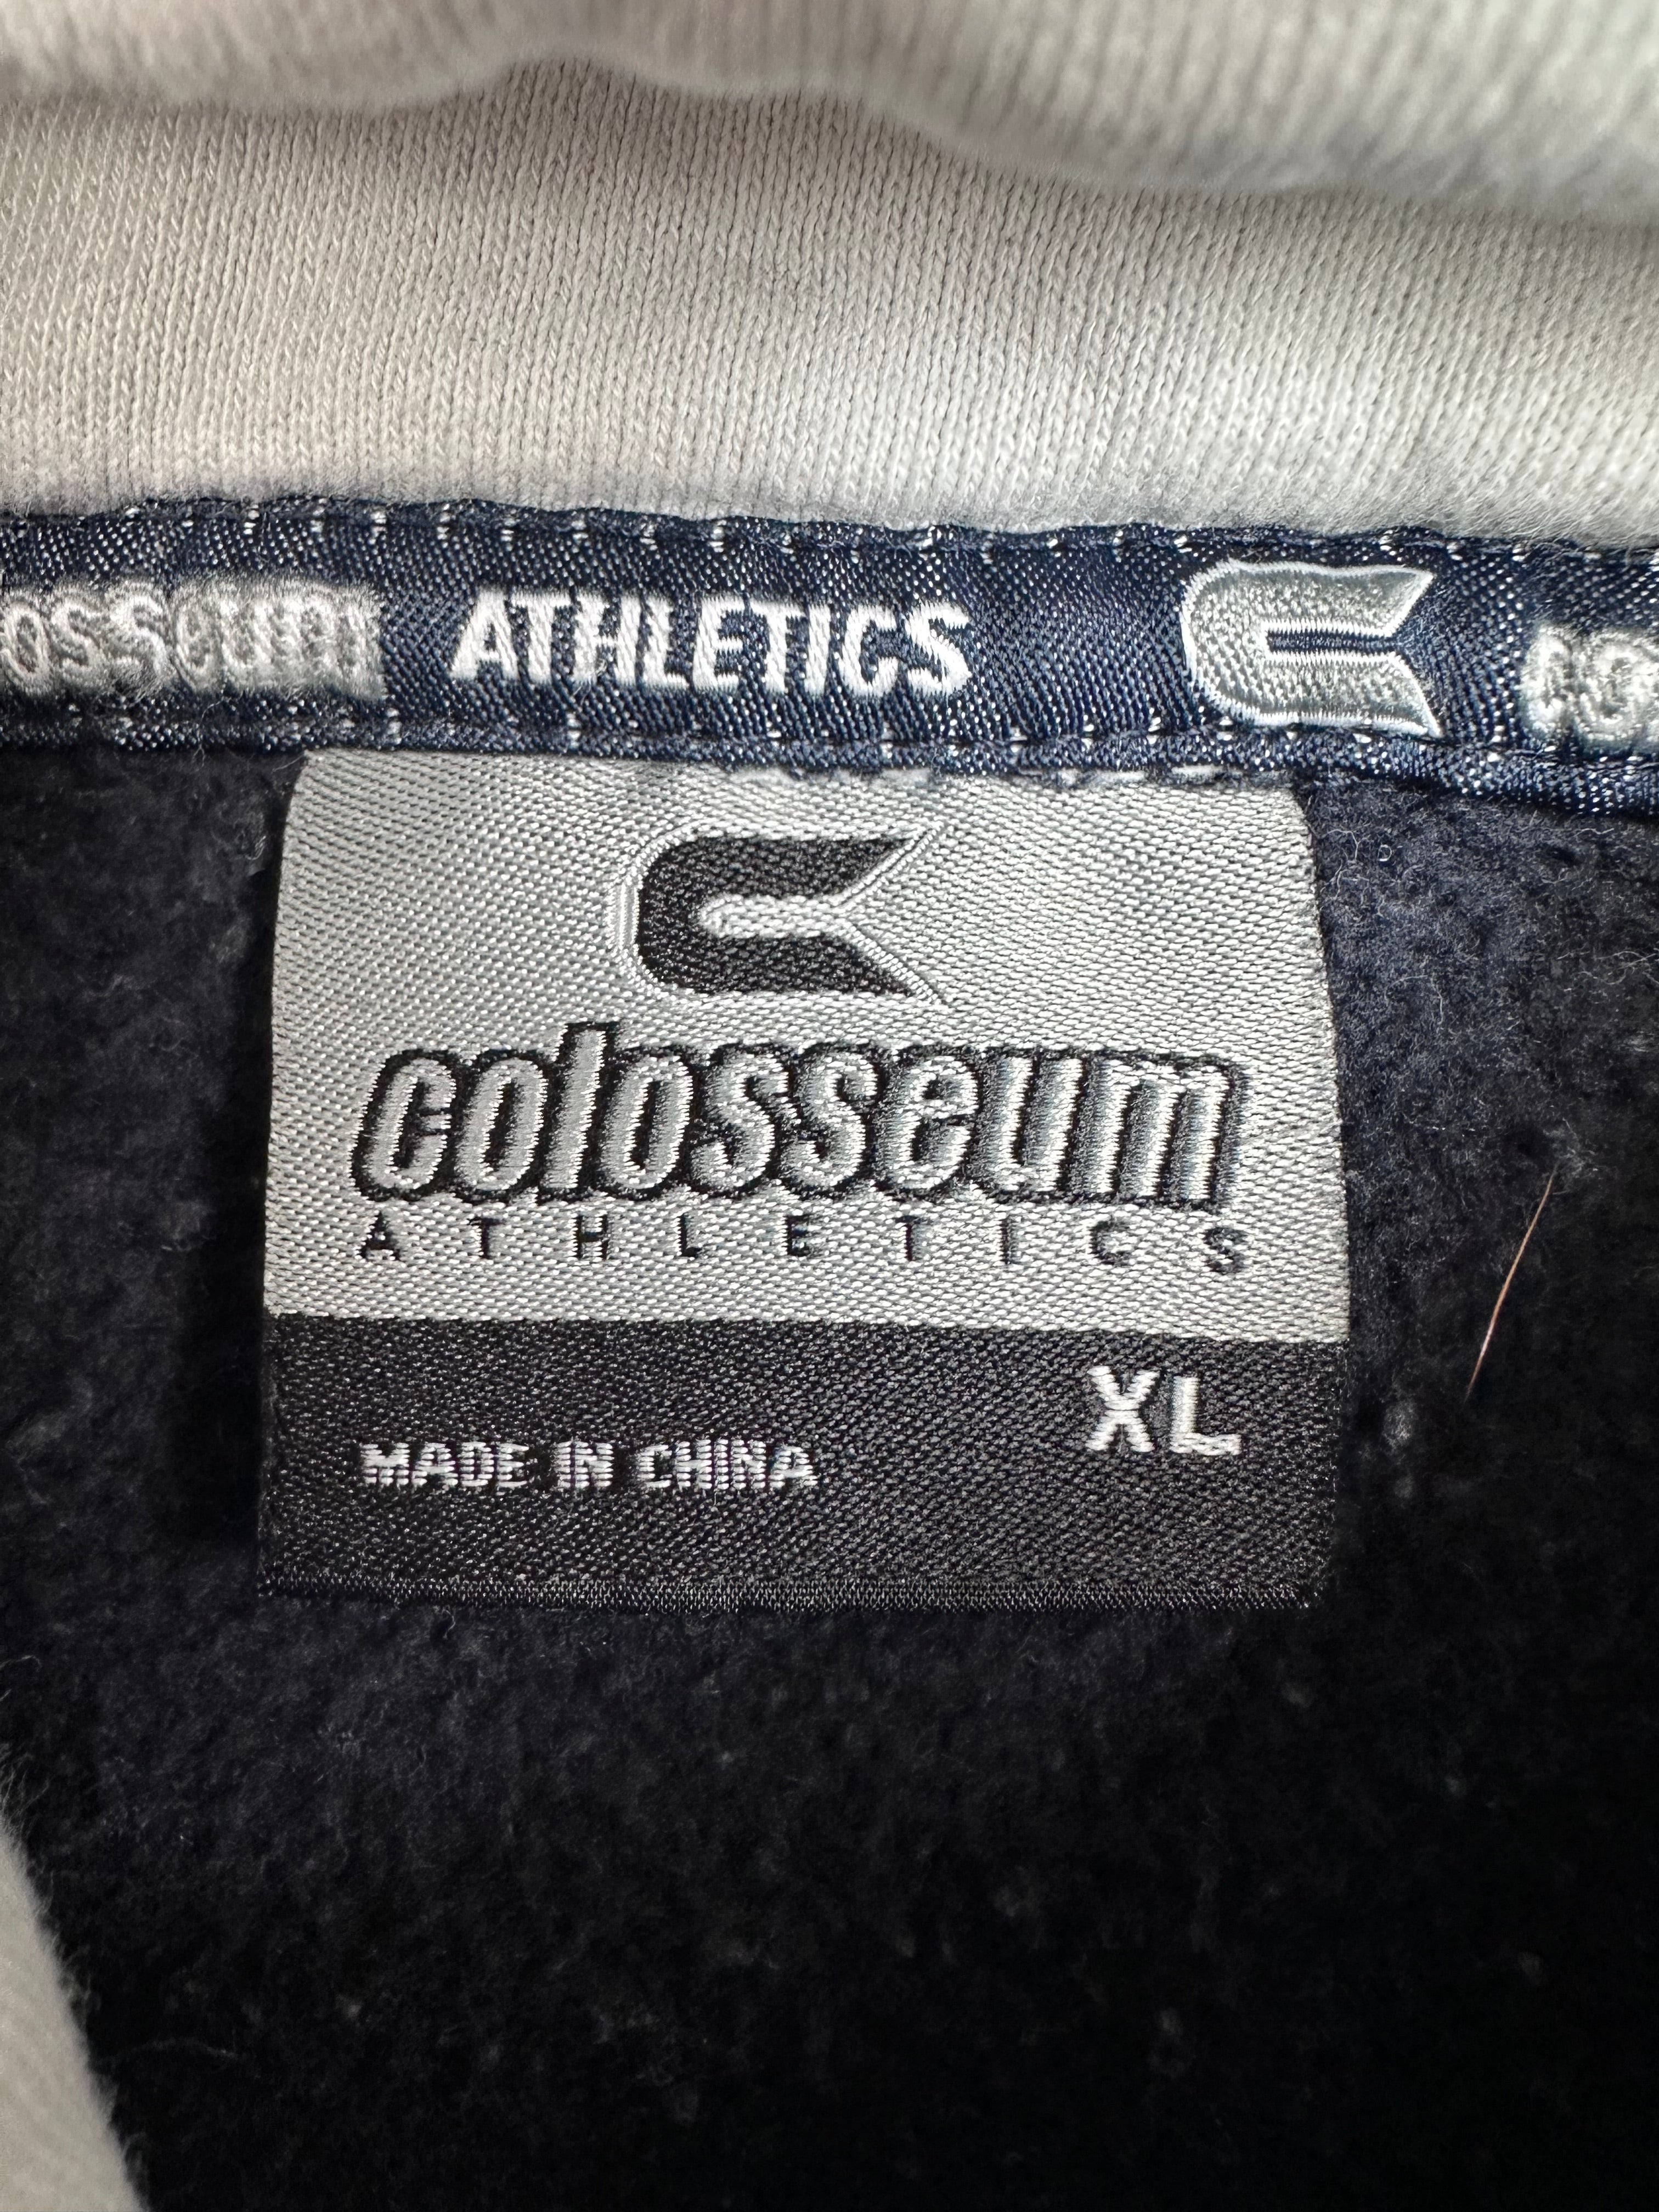 ATHLETICS
colosseum
ATHLETICS
XL
MADE IN CHINA